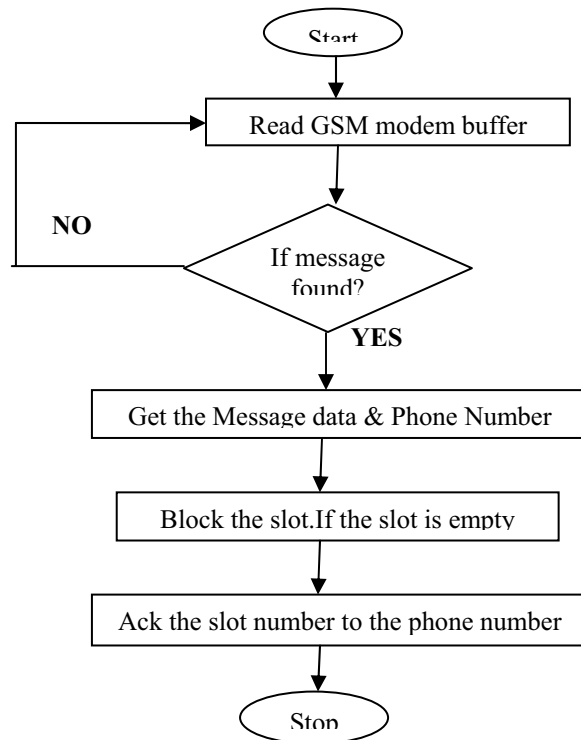 Start
Read GSM modem buffer
NO
If message
found?
YES
Get the Message data & Phone Number
Block the slot.If the slot is empty
Ack the slot number to the phone number
Stop